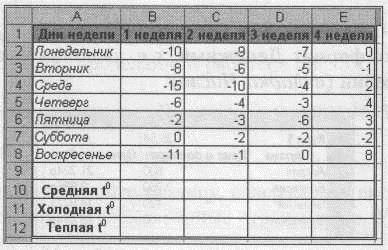 A B C D E
1 Дни недели 1 неделя 2 неделя 3 неделя 4 неделя
2 Понедельник -10 -9 -7 0
3 Вторник -8 -6 -5 -1
4 Среда -15 -10 -4 2
5 Четверг -6 -4 -3 4
6 Пятница -2 -3 -6 3
7 Суббота 0 -2 -2 -2
8 Воскресенье -11 -1 0 8
9
10 Средняя t⁰
11 Холодная t⁰
12 Теплая t⁰